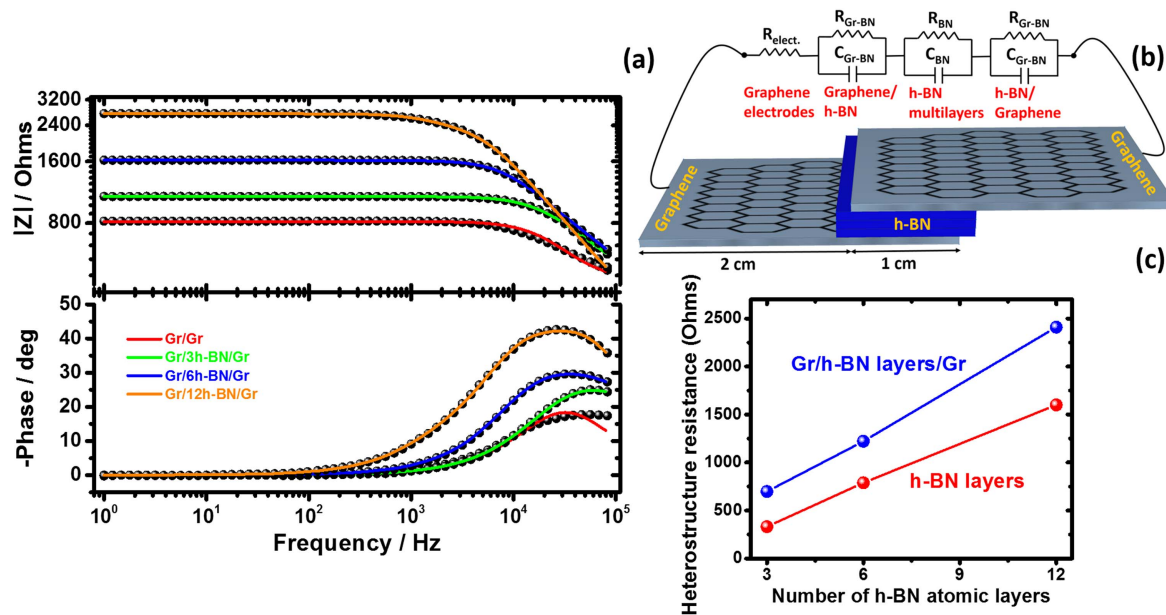 (a)
3200
2400
1600
800
|Z| / Ohms
50
40
30
20
10
0
-Phase / deg
Gr/Gr
Gr/3h-BN/Gr
Gr/6h-BN/Gr
Gr/12h-BN/Gr
10⁰ 10¹ 10² 10³ 10⁴ 10⁵
Frequency / Hz
(b)
R_elect. R_Gr-BN R_BN R_Gr-BN
C_Gr-BN C_BN C_Gr-BN
Graphene electrodes
Graphene/ h-BN
h-BN multilayers
h-BN/ Graphene
Graphene
Graphene
h-BN
2 cm 1 cm
(c)
Heterostructure resistance (Ohms)
2500
2000
1500
1250
1000
750
500
250
0
Gr/h-BN layers/Gr
h-BN layers
3 6 9 12
Number of h-BN atomic layers